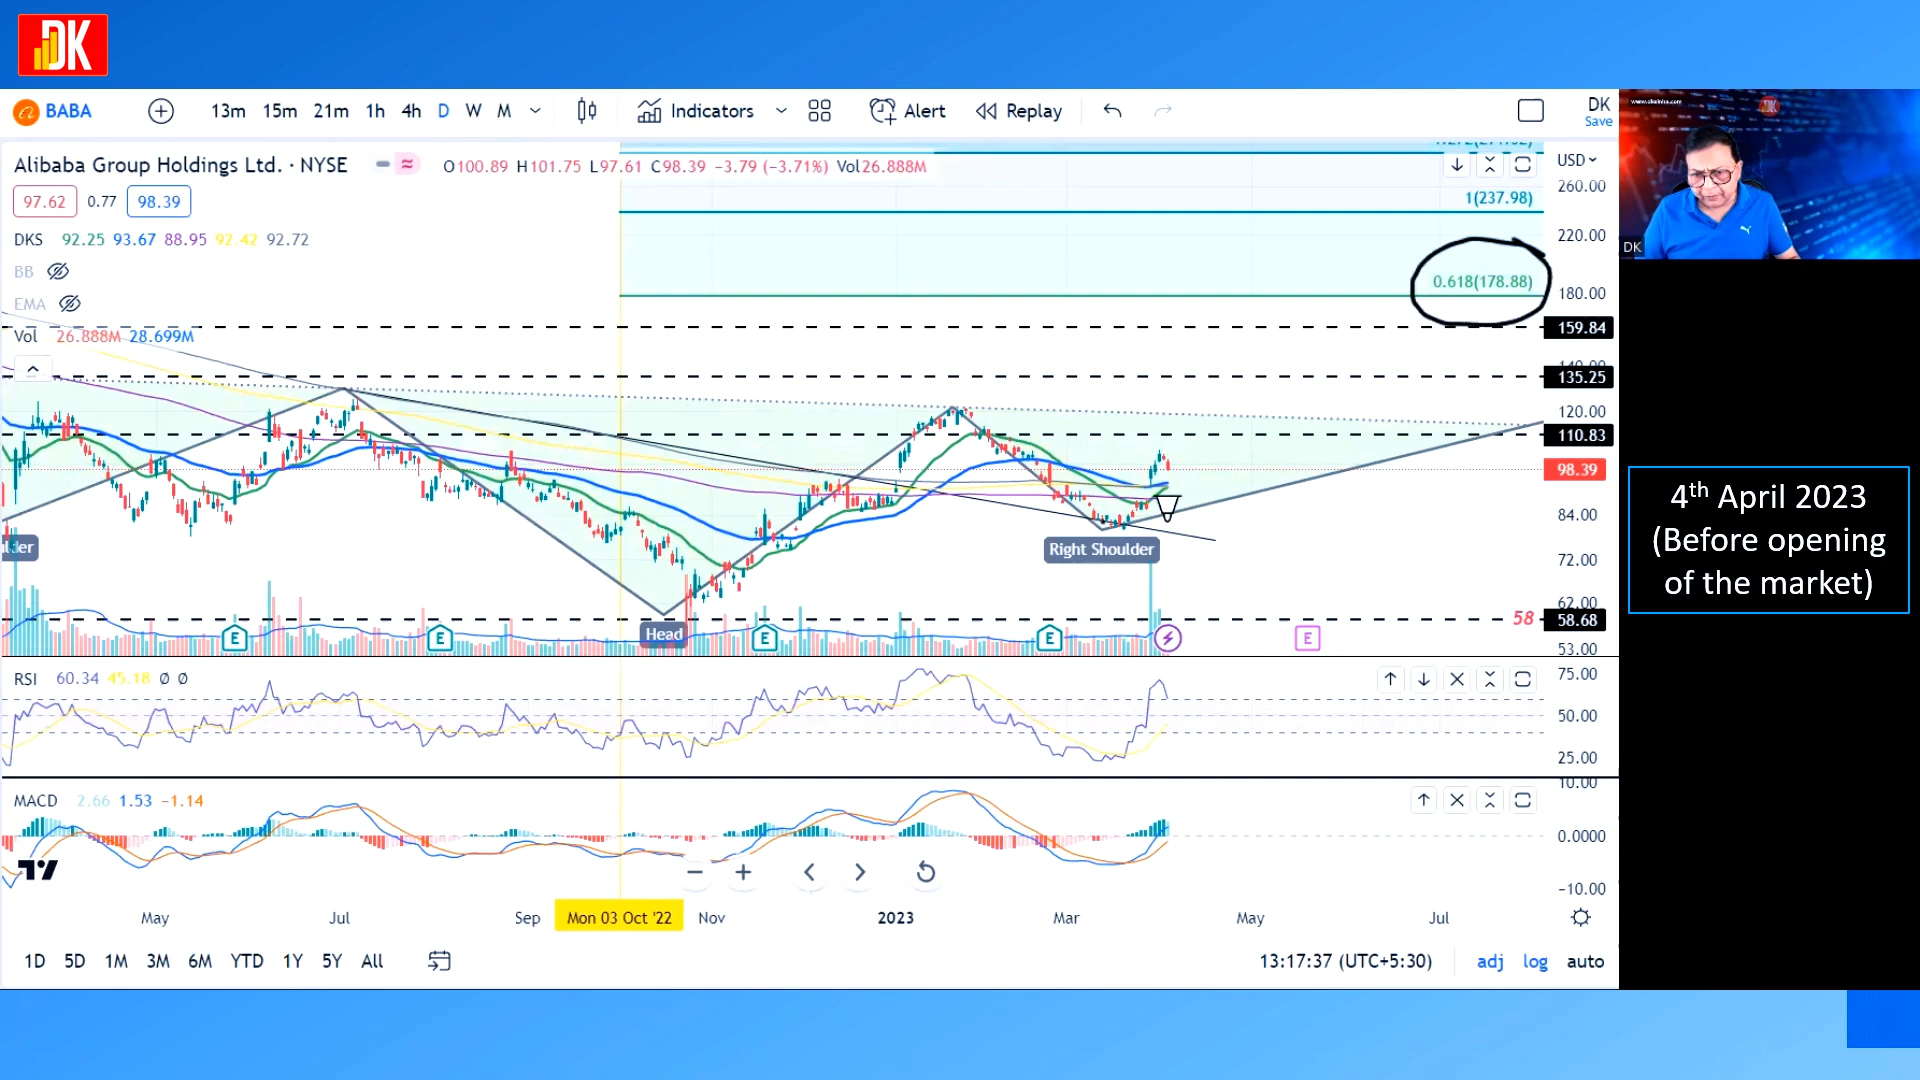 DK
BABA
13m 15m 21m 1h 4h D W M Indicators Alert Replay
DK
Save
www.dksinha.com
DK
Alibaba Group Holdings Ltd. · NYSE O100.89 H101.75 L97.61 C98.39 −3.79 (−3.71%) Vol26.888M
USD
97.62 0.77 98.39
DKS 92.25 93.67 88.95 92.42 92.72
BB
EMA
Vol 26.888M 28.699M
1(237.98)
0.618(178.88)
260.00
220.00
180.00
159.84
140.00
135.25
120.00
110.83
98.39
84.00
72.00
62.00
58 58.68
53.00
Right Shoulder
Head
E E E E E
RSI 60.34 45.18 Ø Ø
75.00
50.00
25.00
MACD 2.66 1.53 −1.14
10.00
0.0000
−10.00
May Jul Sep Mon 03 Oct '22 Nov 2023 Mar May Jul
1D 5D 1M 3M 6M YTD 1Y 5Y All
13:17:37 (UTC+5:30) adj log auto
4th April 2023
(Before opening
of the market)